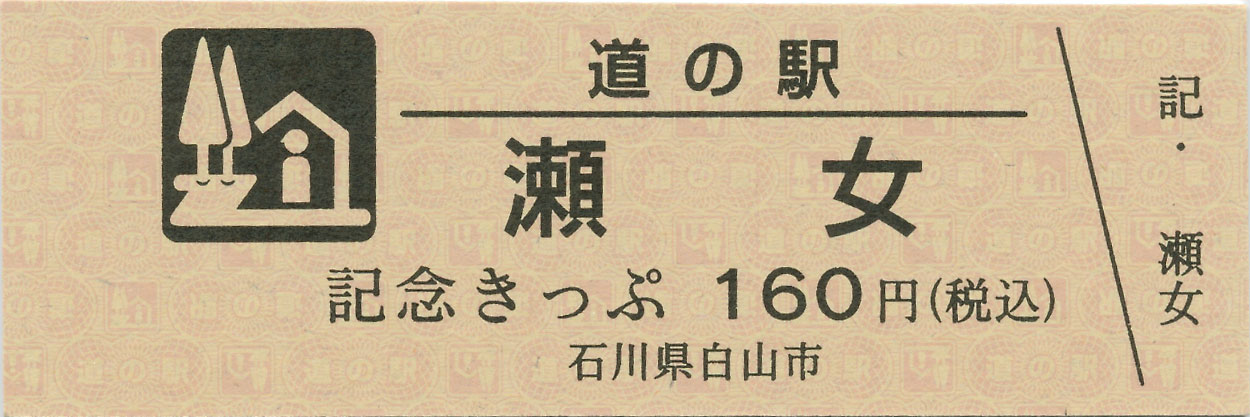 道の駅
瀬女
記念きっぷ 160円(税込)
石川県白山市
記・瀬女